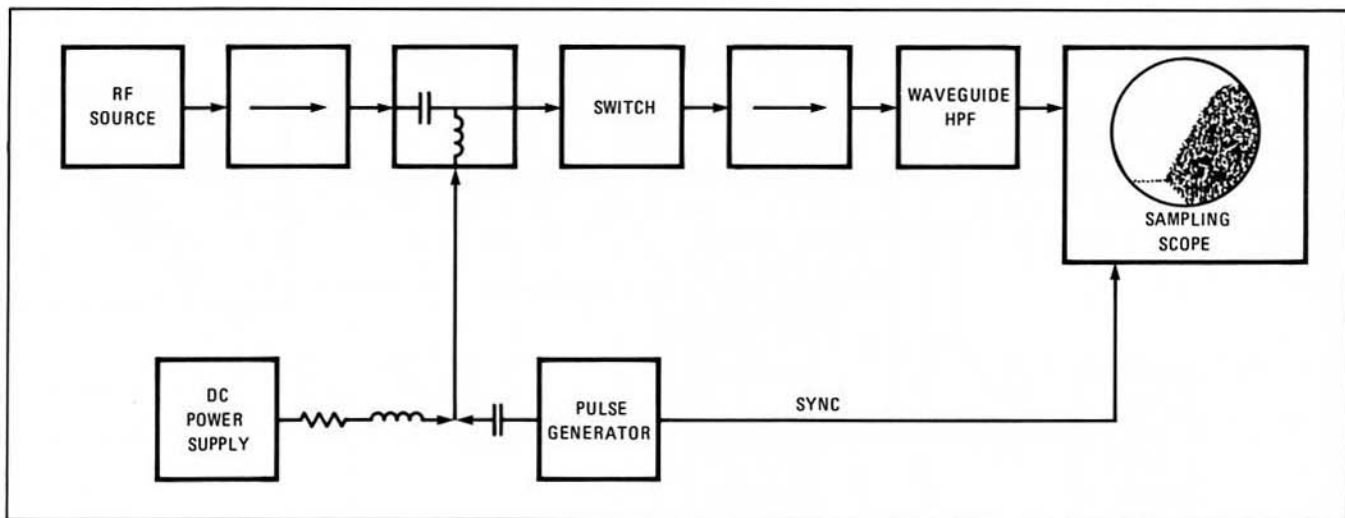 RF
SOURCE
SWITCH
WAVEGUIDE
HPF
SAMPLING
SCOPE
DC
POWER
SUPPLY
PULSE
GENERATOR
SYNC